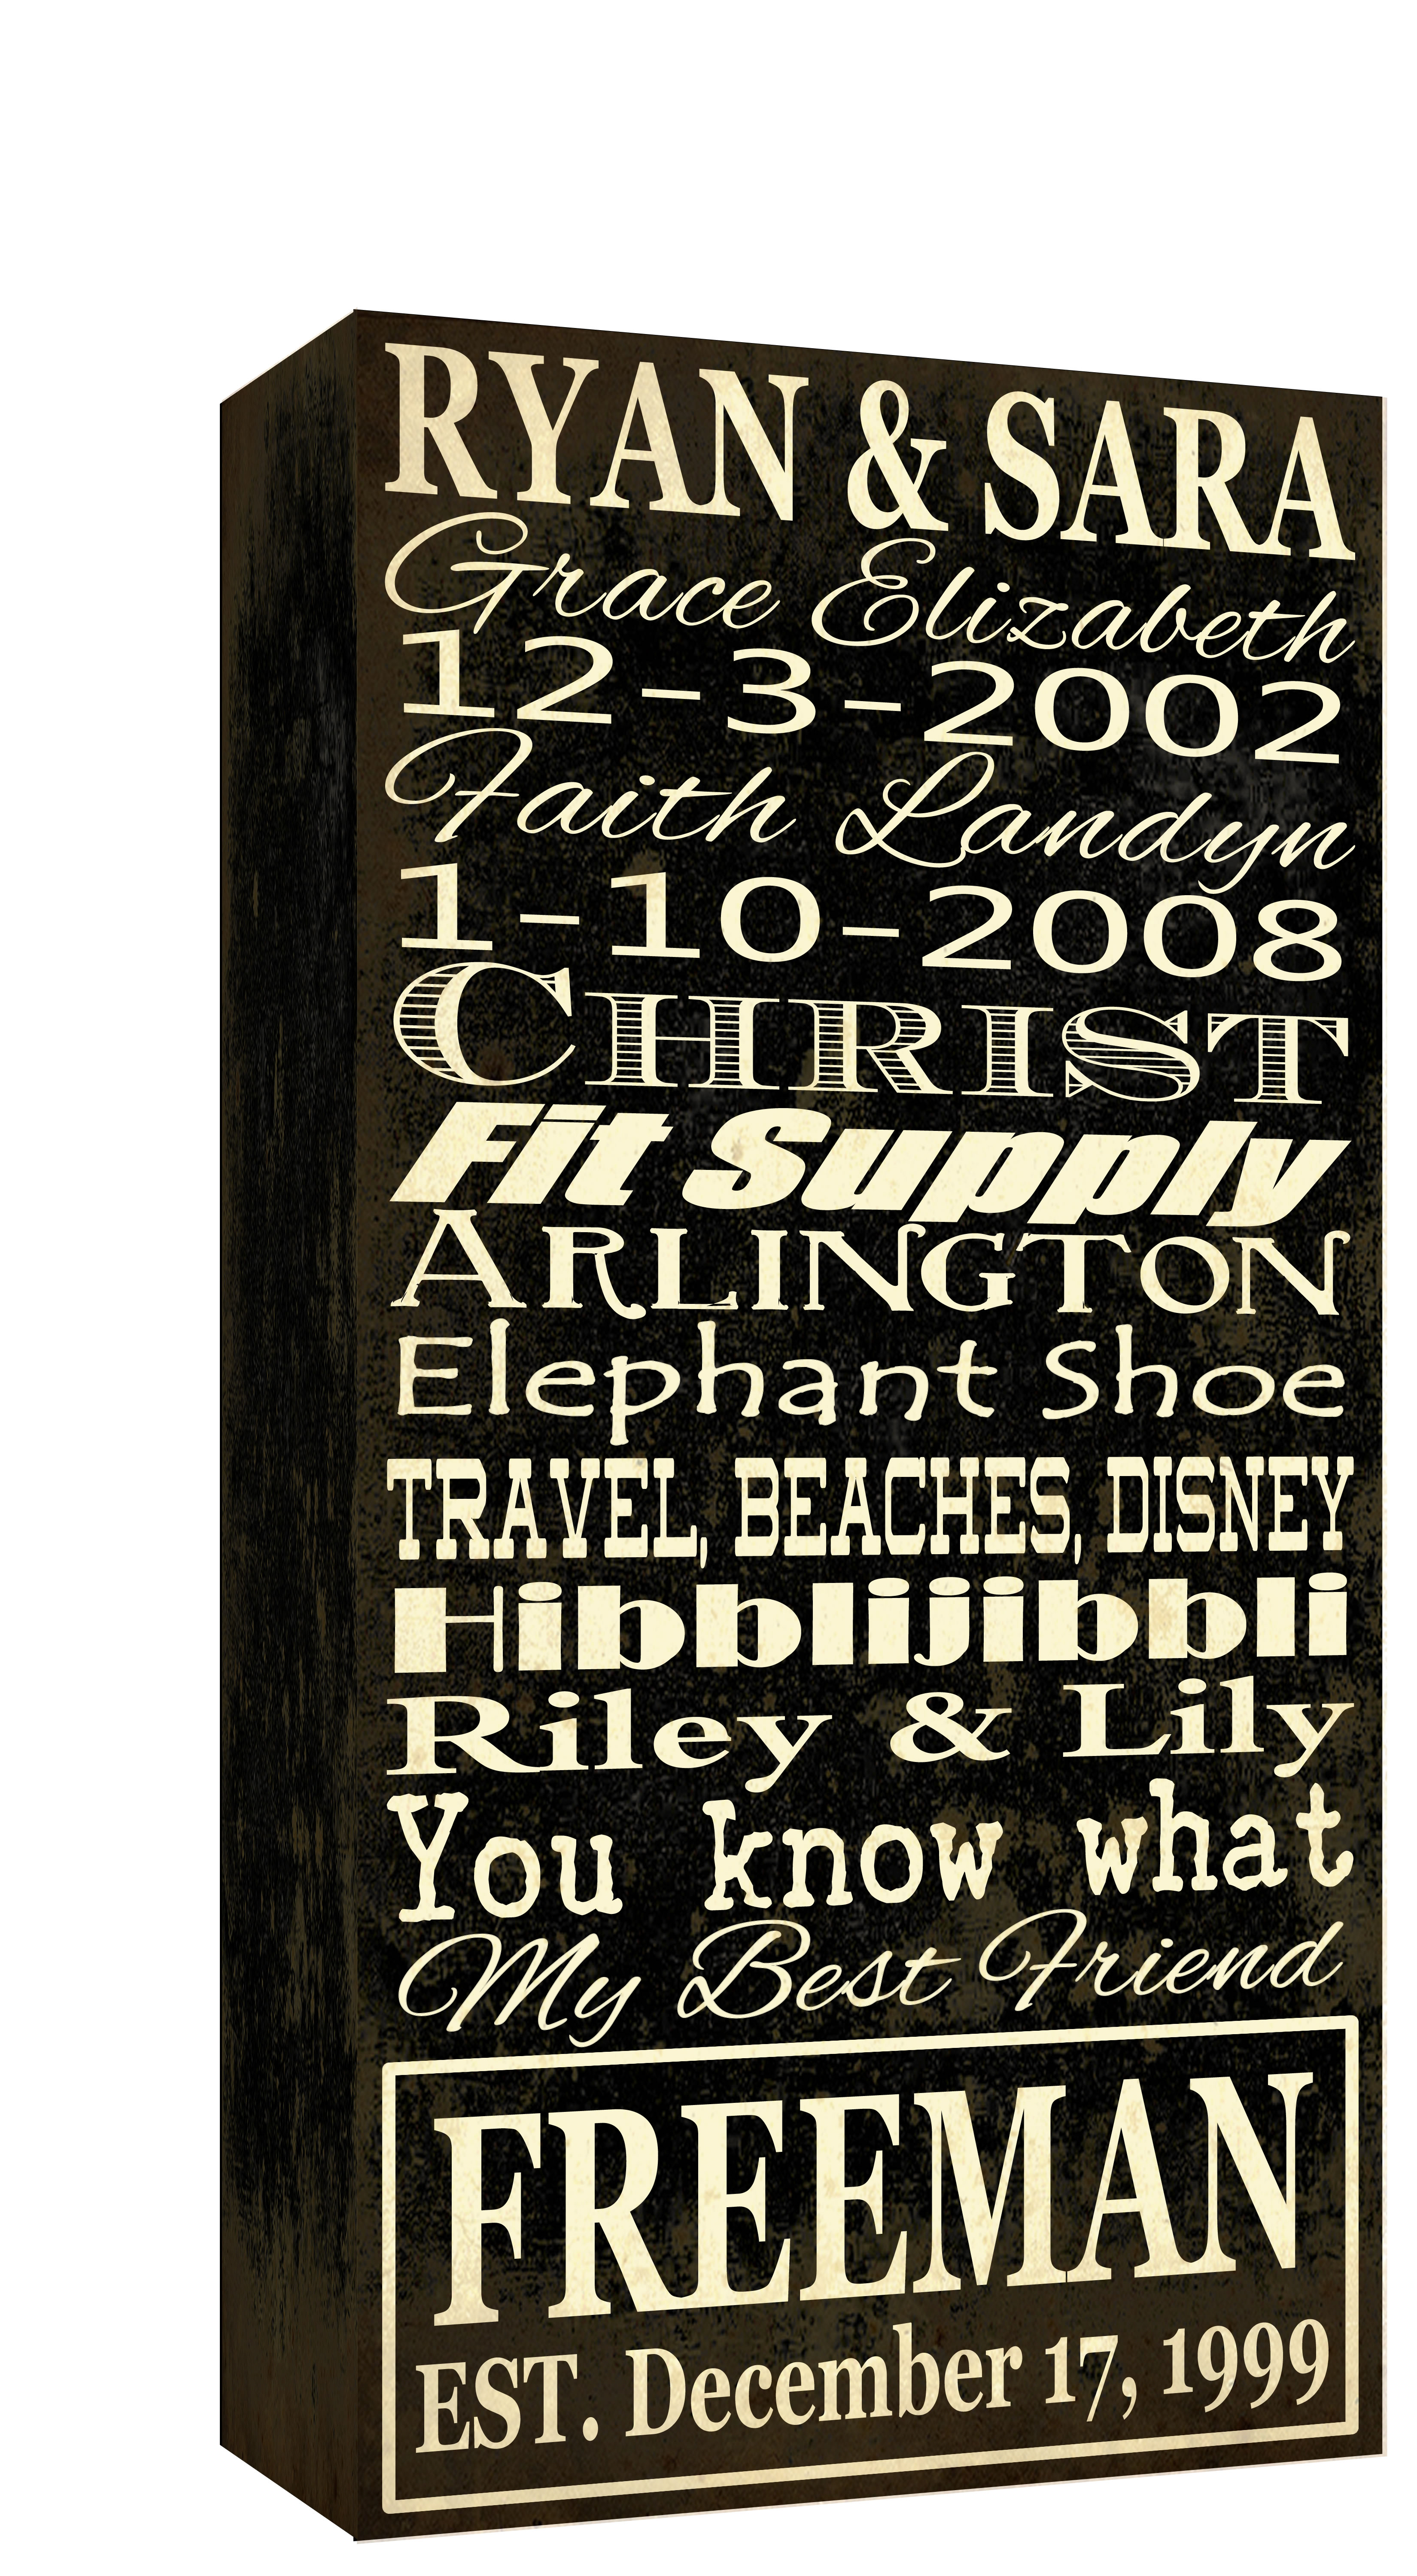 RYAN & SARA
Grace Elizabeth
12-3-2002
Faith Landyn
1-10-2008
CHRIST
Fit Supply
ARLINGTON
Elephant Shoe
TRAVEL, BEACHES, DISNEY
Hibblijibbli
Riley & Lily
You know what
My Best Friend
FREEMAN
EST. December 17, 1999